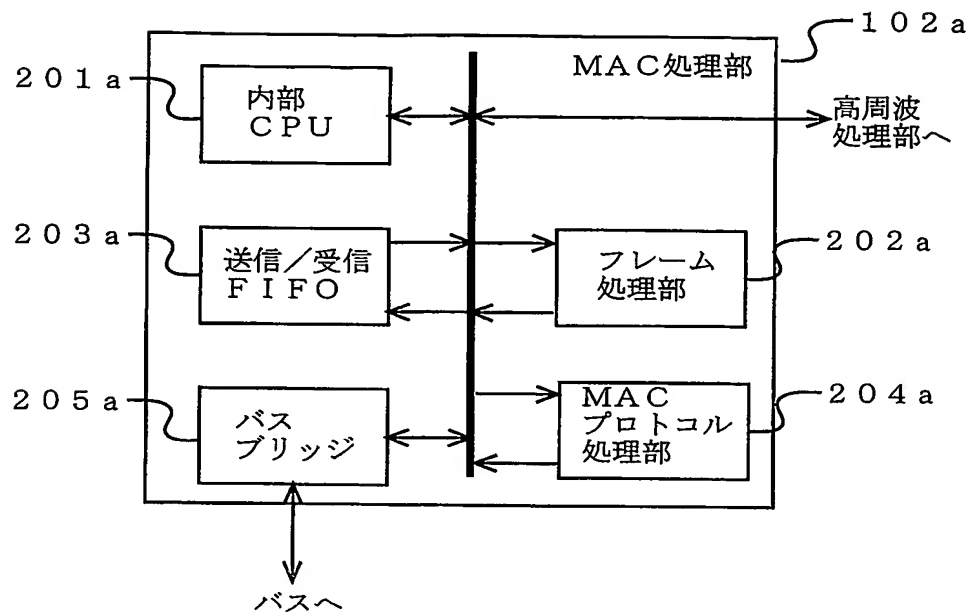 １０２ａ
ＭＡＣ処理部
２０１ａ
内部
ＣＰＵ
高周波
処理部へ
２０３ａ
送信／受信
ＦＩＦＯ
２０２ａ
フレーム
処理部
２０５ａ
バス
ブリッジ
２０４ａ
ＭＡＣ
プロトコル
処理部
バスへ